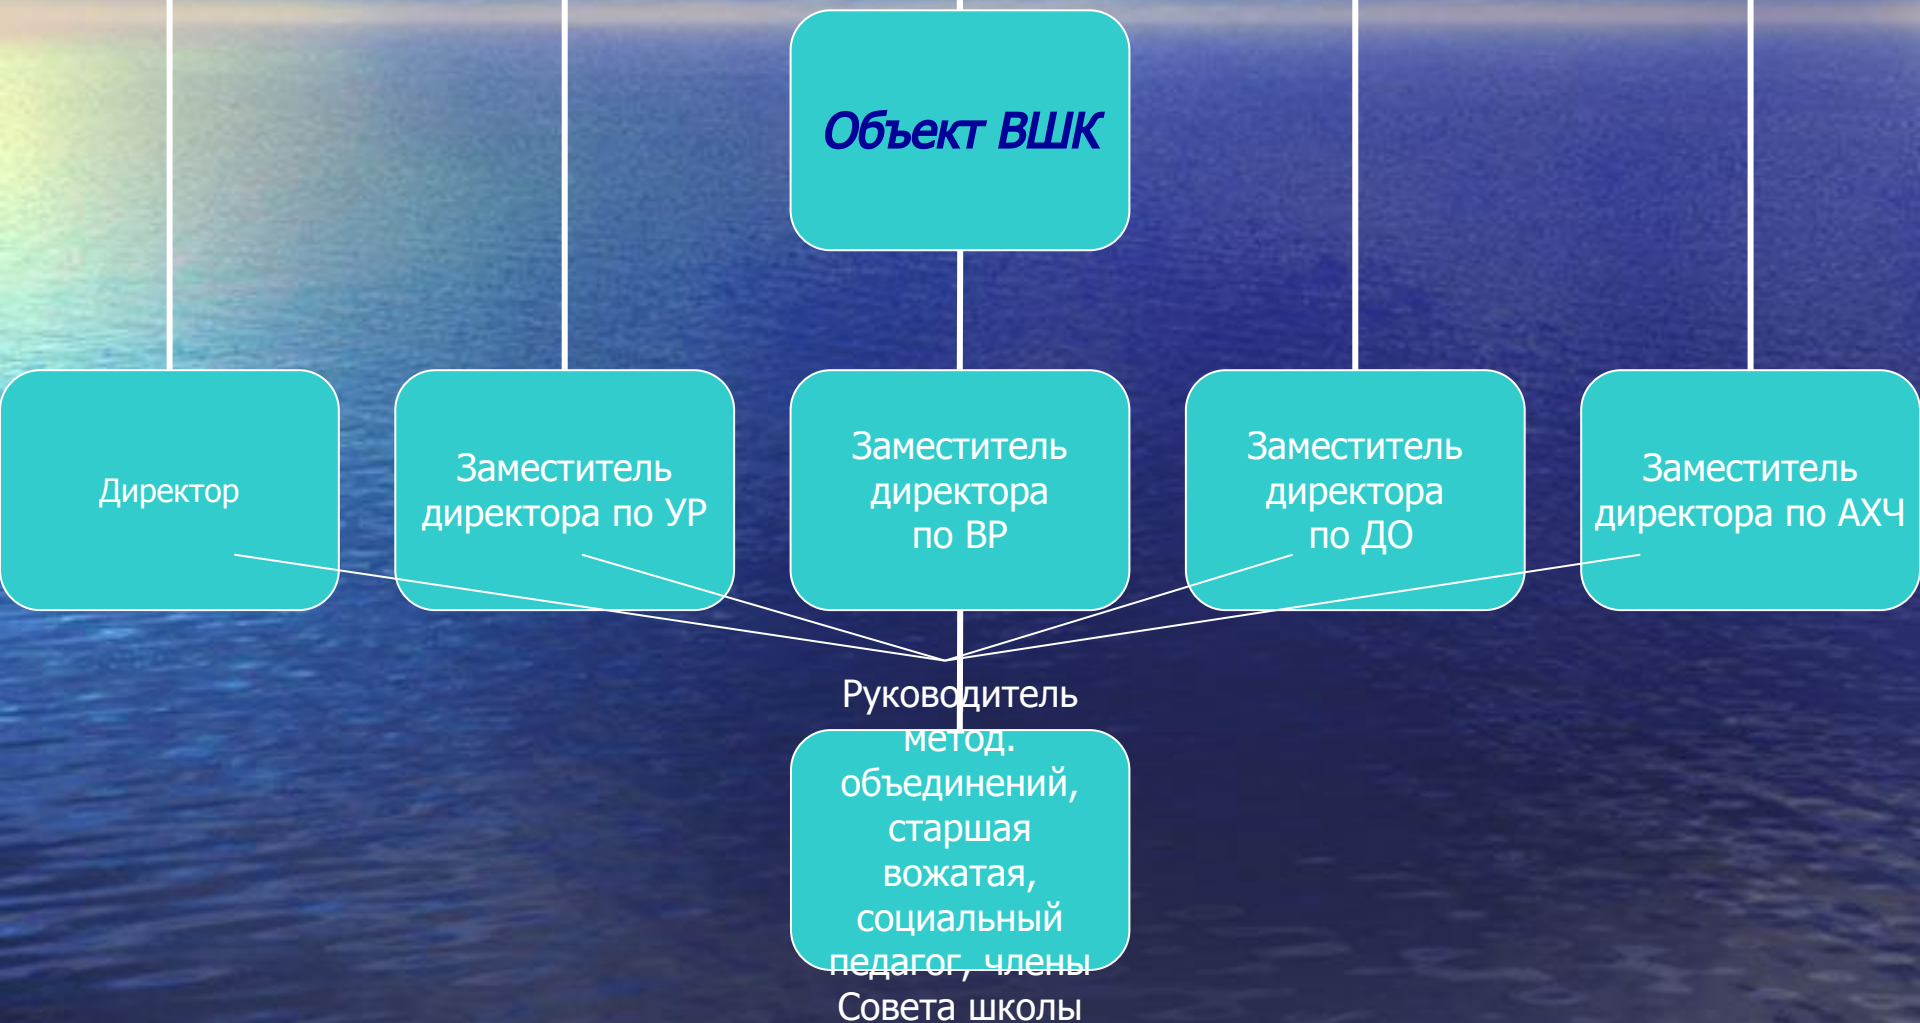 Объект ВШК
Директор
Заместитель
директора по УР
Заместитель
директора
по ВР
Заместитель
директора
по ДО
Заместитель
директора по АХЧ
Руководитель
метод.
объединений,
старшая
вожатая,
социальный
педагог, члены
Совета школы